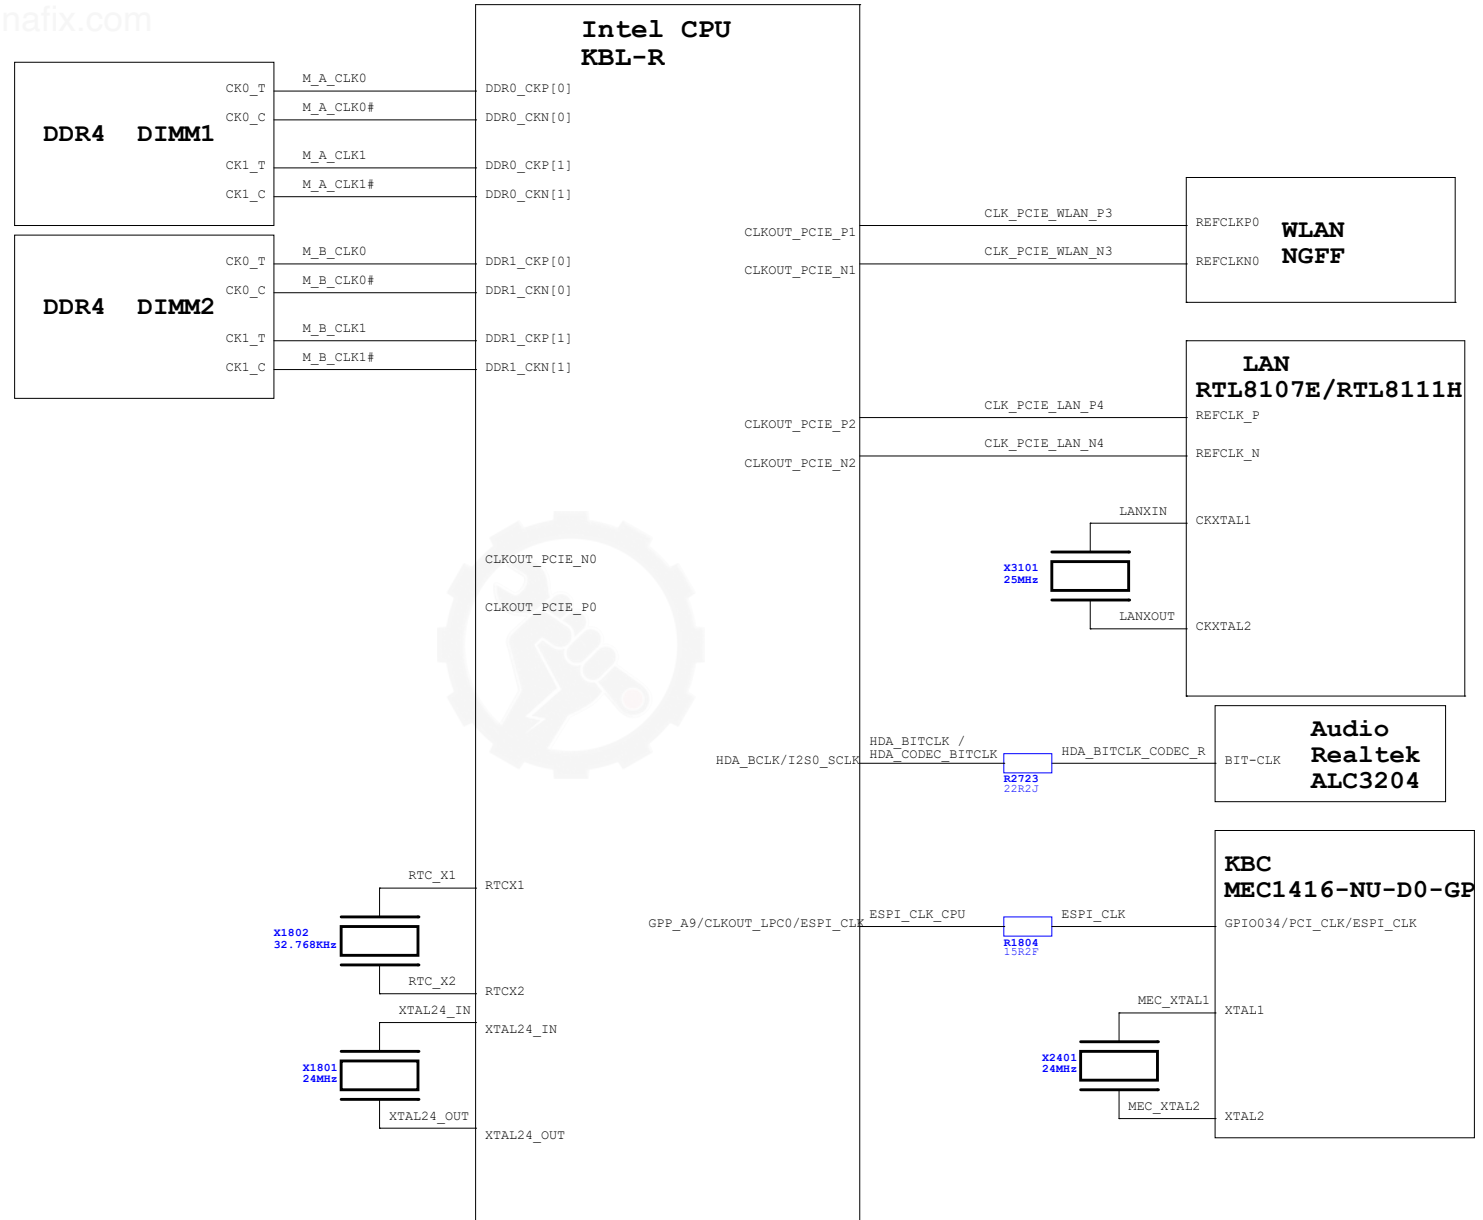 nafix.com
Intel CPU
KBL-R
DDR4 DIMM1
CK0_T
M_A_CLK0
DDR0_CKP[0]
CK0_C
M_A_CLK0#
DDR0_CKN[0]
CK1_T
M_A_CLK1
DDR0_CKP[1]
CK1_C
M_A_CLK1#
DDR0_CKN[1]
DDR4 DIMM2
CK0_T
M_B_CLK0
DDR1_CKP[0]
CK0_C
M_B_CLK0#
DDR1_CKN[0]
CK1_T
M_B_CLK1
DDR1_CKP[1]
CK1_C
M_B_CLK1#
DDR1_CKN[1]
CLKOUT_PCIE_P1
CLK_PCIE_WLAN_P3
REFCLKP0
CLKOUT_PCIE_N1
CLK_PCIE_WLAN_N3
REFCLKN0
WLAN
NGFF
LAN
RTL8107E/RTL8111H
CLKOUT_PCIE_P2
CLK_PCIE_LAN_P4
REFCLK_P
CLKOUT_PCIE_N2
CLK_PCIE_LAN_N4
REFCLK_N
LANXIN
CKXTAL1
X3101
25MHz
LANXOUT
CKXTAL2
CLKOUT_PCIE_N0
CLKOUT_PCIE_P0
HDA_BCLK/I2S0_SCLK
HDA_BITCLK /
HDA_CODEC_BITCLK
R2723
22R2J
HDA_BITCLK_CODEC_R
BIT-CLK
Audio
Realtek
ALC3204
RTC_X1
RTCX1
X1802
32.768KHz
RTC_X2
RTCX2
XTAL24_IN
XTAL24_IN
X1801
24MHz
XTAL24_OUT
XTAL24_OUT
KBC
MEC1416-NU-D0-GP
GPP_A9/CLKOUT_LPC0/ESPI_CLK
ESPI_CLK_CPU
R1804
15R2F
ESPI_CLK
GPIO034/PCI_CLK/ESPI_CLK
MEC_XTAL1
XTAL1
X2401
24MHz
MEC_XTAL2
XTAL2